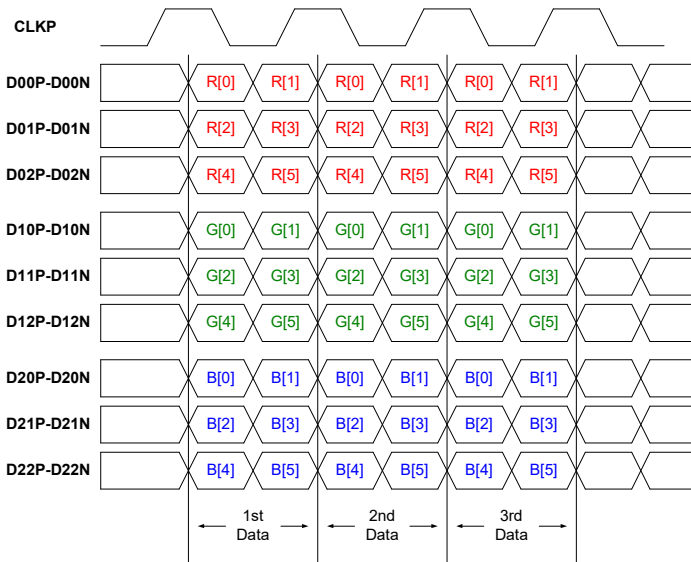 CLKP
D00P-D00N R[0] R[1] R[0] R[1] R[0] R[1]
D01P-D01N R[2] R[3] R[2] R[3] R[2] R[3]
D02P-D02N R[4] R[5] R[4] R[5] R[4] R[5]
D10P-D10N G[0] G[1] G[0] G[1] G[0] G[1]
D11P-D11N G[2] G[3] G[2] G[3] G[2] G[3]
D12P-D12N G[4] G[5] G[4] G[5] G[4] G[5]
D20P-D20N B[0] B[1] B[0] B[1] B[0] B[1]
D21P-D21N B[2] B[3] B[2] B[3] B[2] B[3]
D22P-D22N B[4] B[5] B[4] B[5] B[4] B[5]
1st 2nd 3rd
Data Data Data